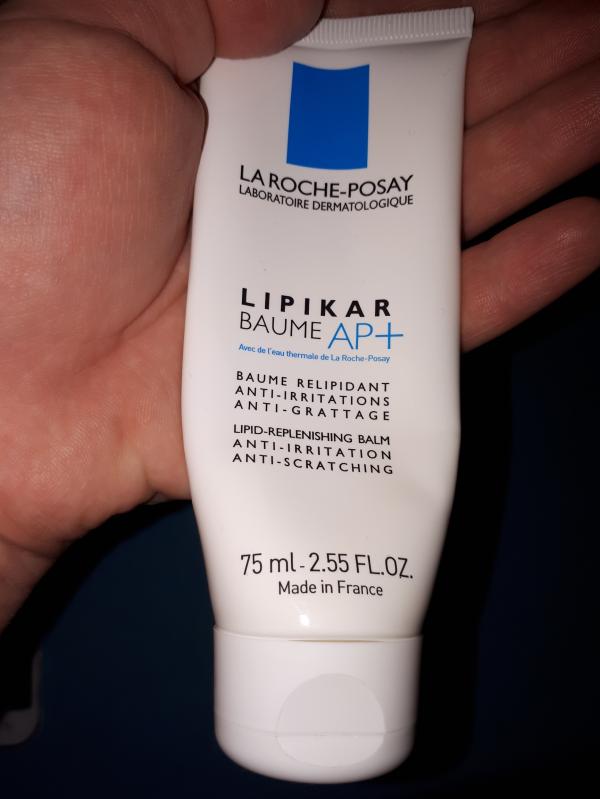 LA ROCHE-POSAY
LABORATOIRE DERMATOLOGIQUE
LIPIKAR
BAUME AP+
Avec de l'eau thermale de La Roche-Posay
BAUME RELIPIDANT
ANTI-IRRITATIONS
ANTI-GRATTAGE
LIPID-REPLENISHING BALM
ANTI-IRRITATION
ANTI-SCRATCHING
75 ml - 2.55 FL.OZ.
Made in France